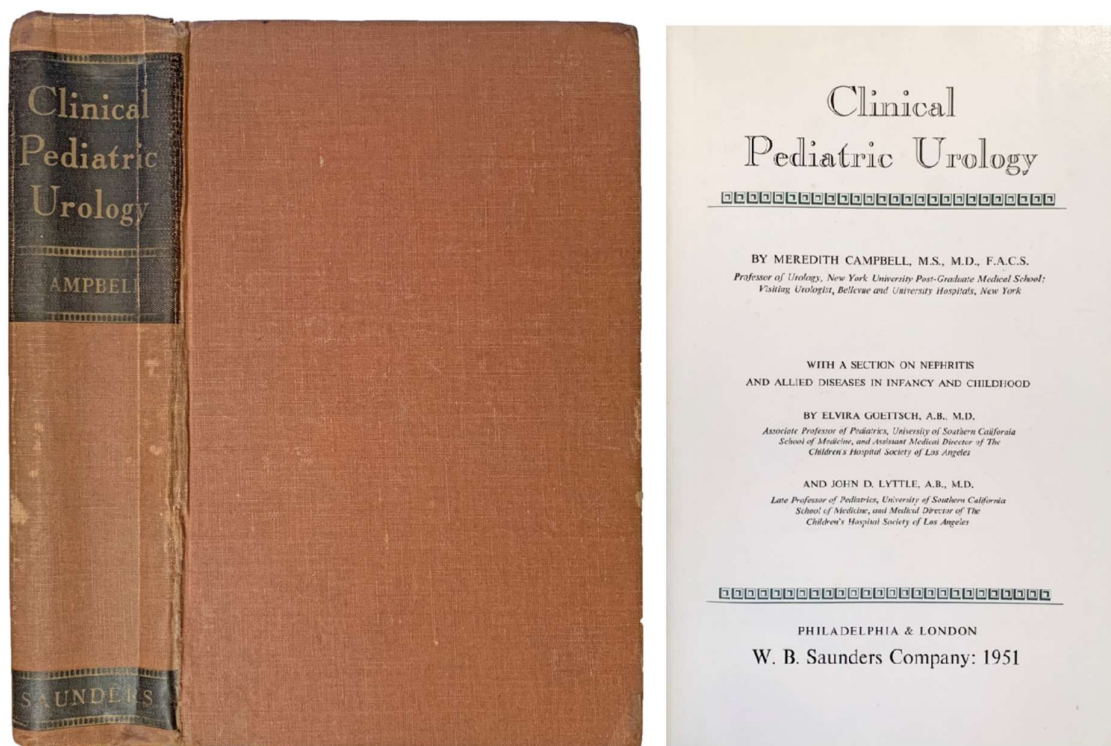 Clinical
Pediatric
Urology
AMPBELL
SAUNDERS
Clinical
Pediatric Urology
BY MEREDITH CAMPBELL, M.S., M.D., F.A.C.S.
Professor of Urology, New York University Post-Graduate Medical School;
Visiting Urologist, Bellevue and University Hospitals, New York
WITH A SECTION ON NEPHRITIS
AND ALLIED DISEASES IN INFANCY AND CHILDHOOD
BY ELVIRA GOETTSCH, A.B., M.D.
Associate Professor of Pediatrics, University of Southern California
School of Medicine, and Assistant Medical Director of The
Children's Hospital Society of Los Angeles
AND JOHN D. LYTTLE, A.B., M.D.
Late Professor of Pediatrics, University of Southern California
School of Medicine, and Medical Director of The
Children's Hospital Society of Los Angeles
PHILADELPHIA & LONDON
W. B. Saunders Company: 1951